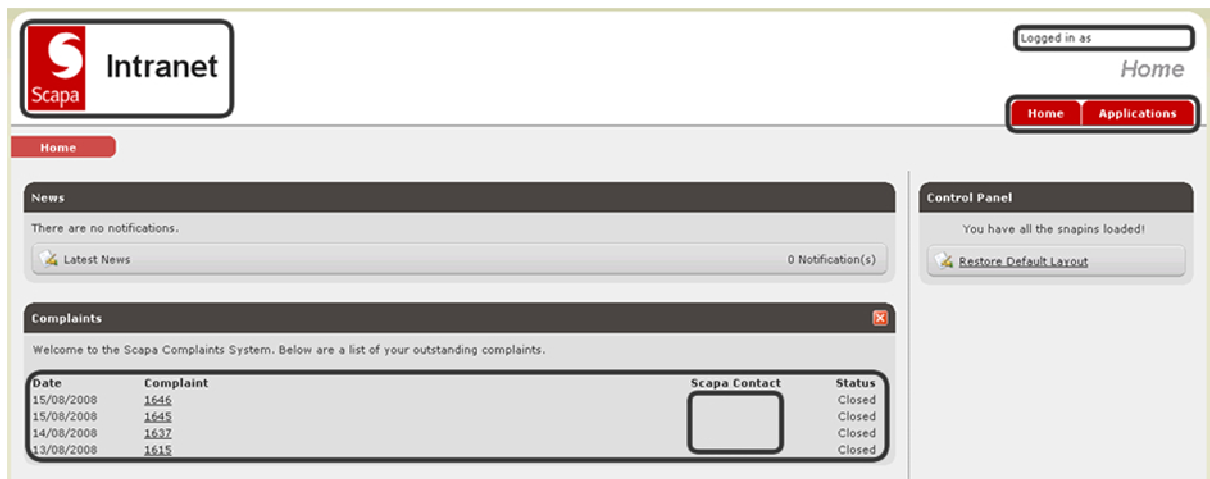 Scapa
Intranet
Logged in as
Home
Home Applications
Home
News
There are no notifications.
Latest News 0 Notification(s)
Control Panel
You have all the snapins loaded!
Restore Default Layout
Complaints
Welcome to the Scapa Complaints System. Below are a list of your outstanding complaints.
Date Complaint Scapa Contact Status
15/08/2008 1646 Closed
15/08/2008 1645 Closed
14/08/2008 1637 Closed
13/08/2008 1615 Closed